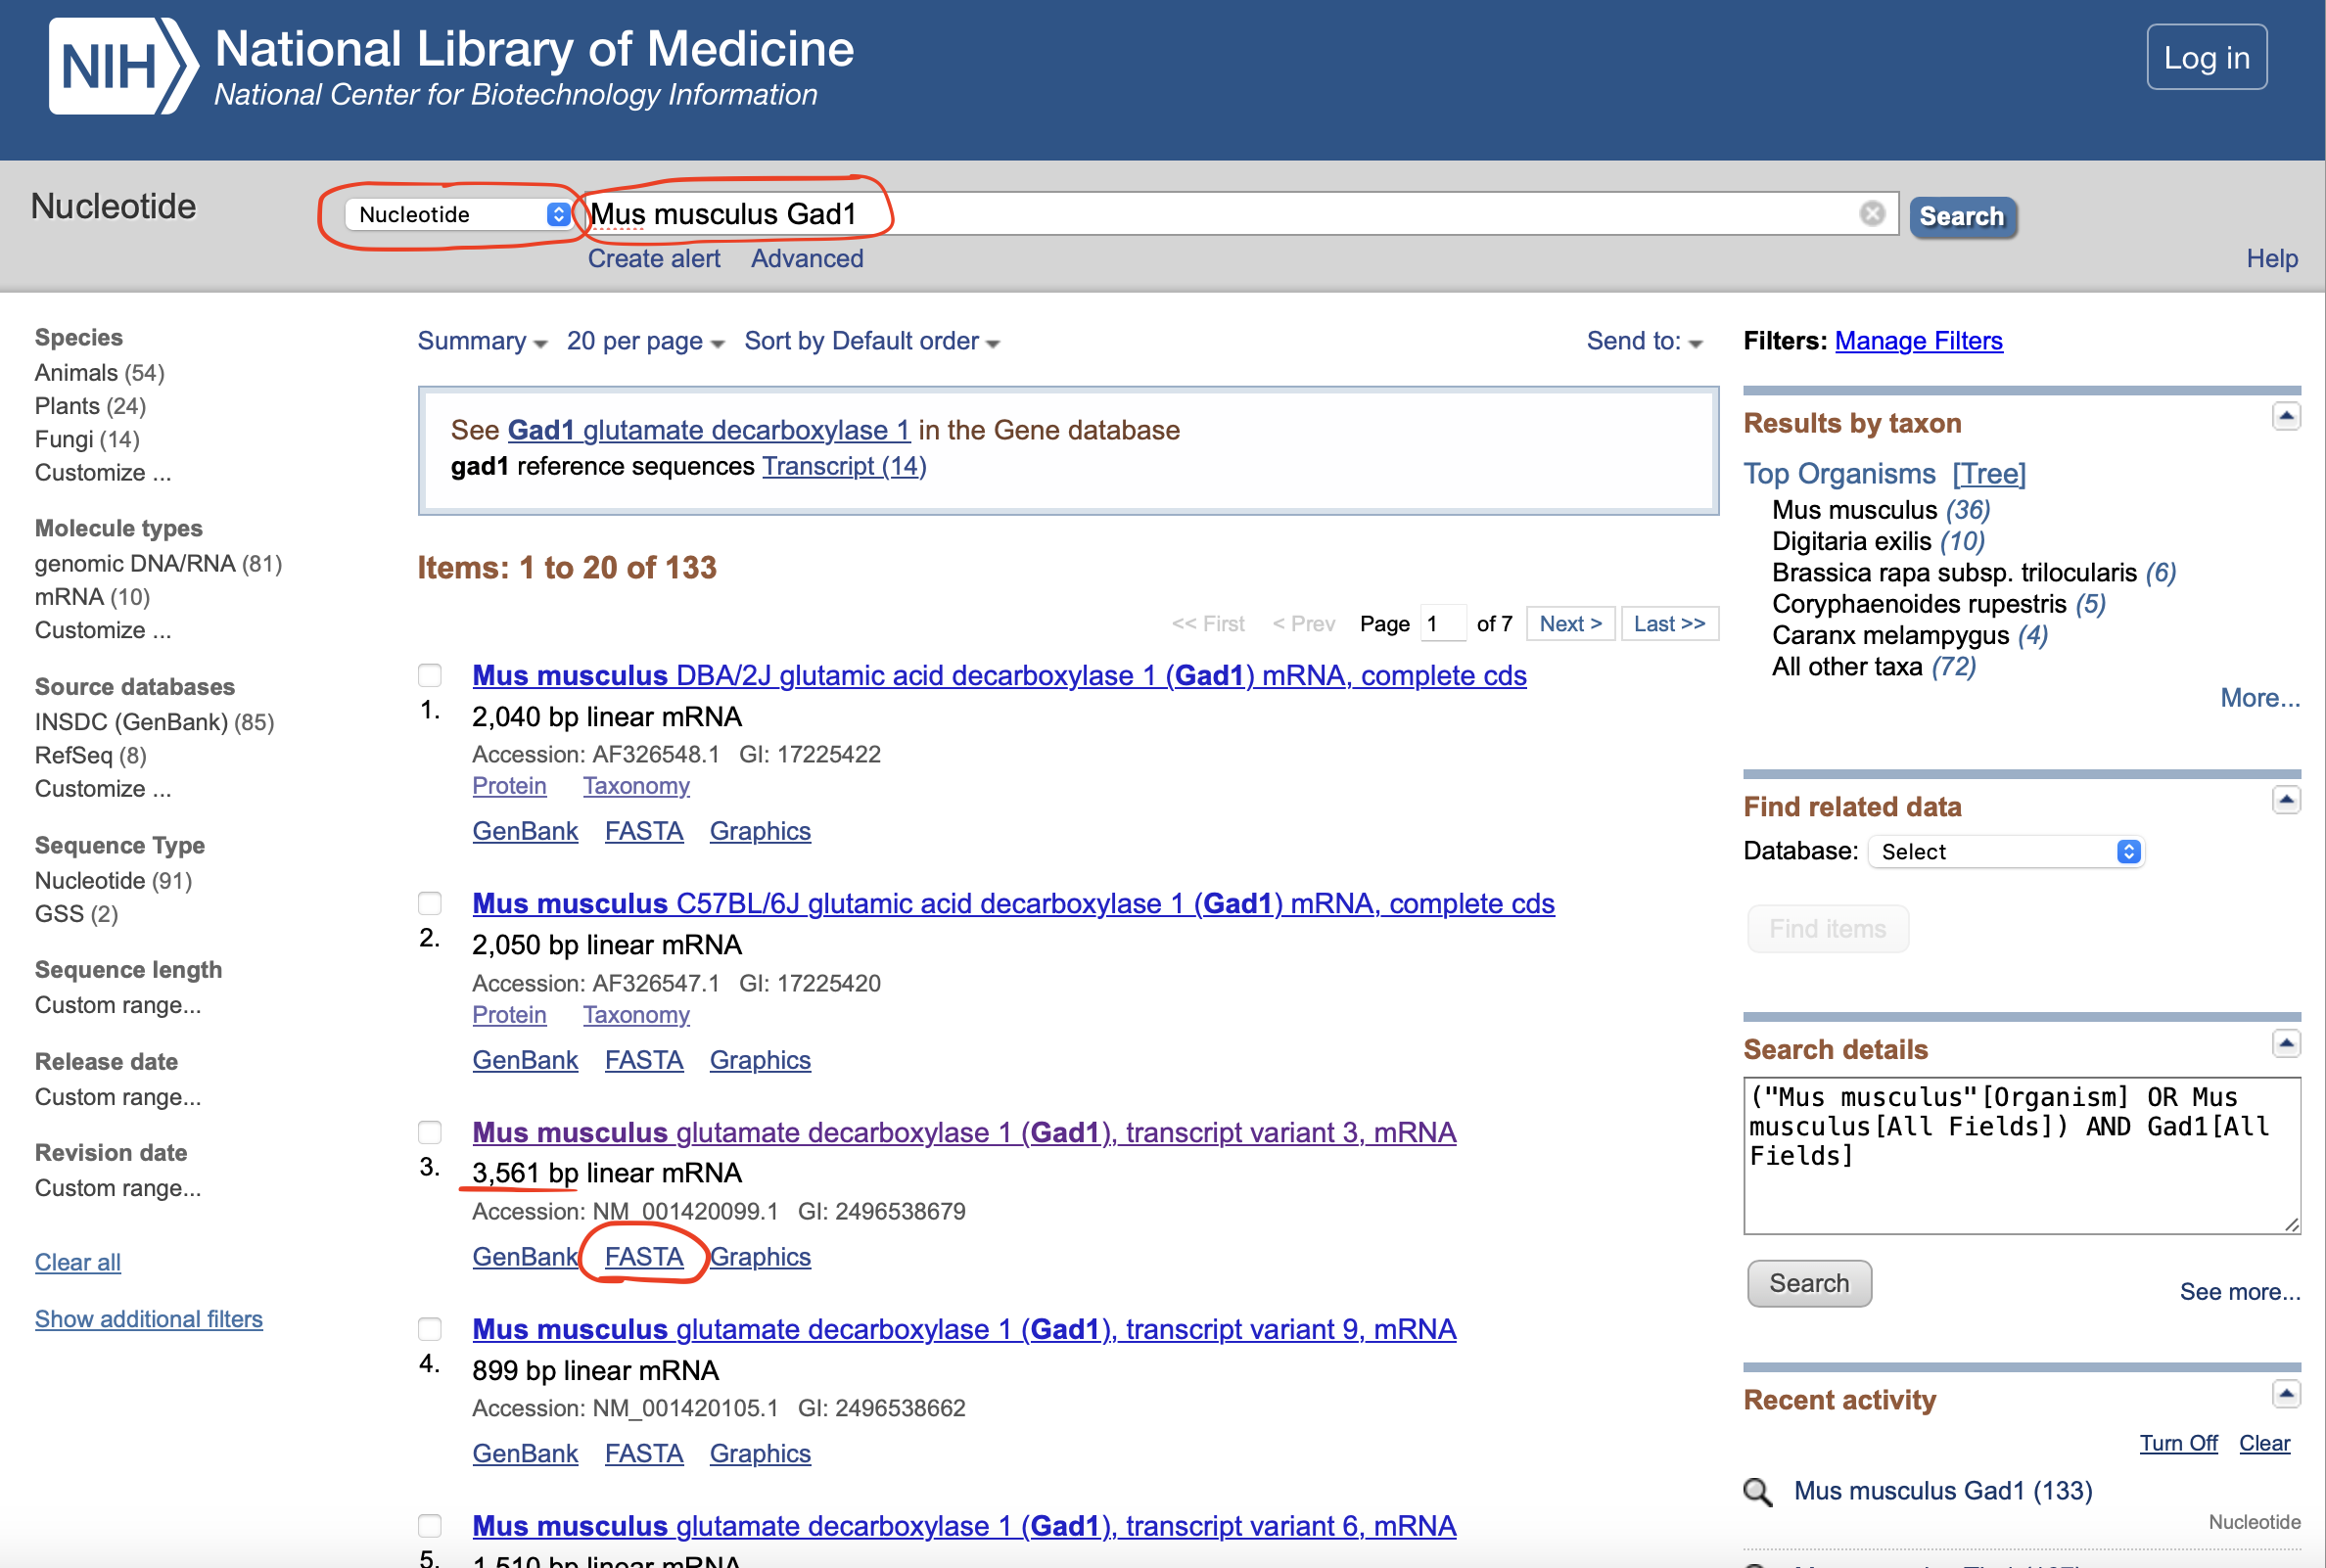 NIH National Library of Medicine
National Center for Biotechnology Information
Log in
Nucleotide
Nucleotide
Mus musculus Gad1
Search
Create alert Advanced
Help
Species
Animals (54)
Plants (24)
Fungi (14)
Customize ...
Molecule types
genomic DNA/RNA (81)
mRNA (10)
Customize ...
Source databases
INSDC (GenBank) (85)
RefSeq (8)
Customize ...
Sequence Type
Nucleotide (91)
GSS (2)
Sequence length
Custom range...
Release date
Custom range...
Revision date
Custom range...
Clear all
Show additional filters
Summary 20 per page Sort by Default order
Send to:
See Gad1 glutamate decarboxylase 1 in the Gene database
gad1 reference sequences Transcript (14)
Items: 1 to 20 of 133
<< First < Prev Page 1 of 7 Next > Last >>
Mus musculus DBA/2J glutamic acid decarboxylase 1 (Gad1) mRNA, complete cds
1. 2,040 bp linear mRNA
Accession: AF326548.1 GI: 17225422
Protein Taxonomy
GenBank FASTA Graphics
Mus musculus C57BL/6J glutamic acid decarboxylase 1 (Gad1) mRNA, complete cds
2. 2,050 bp linear mRNA
Accession: AF326547.1 GI: 17225420
Protein Taxonomy
GenBank FASTA Graphics
Mus musculus glutamate decarboxylase 1 (Gad1), transcript variant 3, mRNA
3. 3,561 bp linear mRNA
Accession: NM_001420099.1 GI: 2496538679
GenBank FASTA Graphics
Mus musculus glutamate decarboxylase 1 (Gad1), transcript variant 9, mRNA
4. 899 bp linear mRNA
Accession: NM_001420105.1 GI: 2496538662
GenBank FASTA Graphics
Mus musculus glutamate decarboxylase 1 (Gad1), transcript variant 6, mRNA
5. 1,510 bp linear mRNA
Filters: Manage Filters
Results by taxon
Top Organisms [Tree]
Mus musculus (36)
Digitaria exilis (10)
Brassica rapa subsp. trilocularis (6)
Coryphaenoides rupestris (5)
Caranx melampygus (4)
All other taxa (72)
More...
Find related data
Database: Select
Find items
Search details
("Mus musculus"[Organism] OR Mus
musculus[All Fields]) AND Gad1[All
Fields]
Search
See more...
Recent activity
Turn Off Clear
Mus musculus Gad1 (133)
Nucleotide